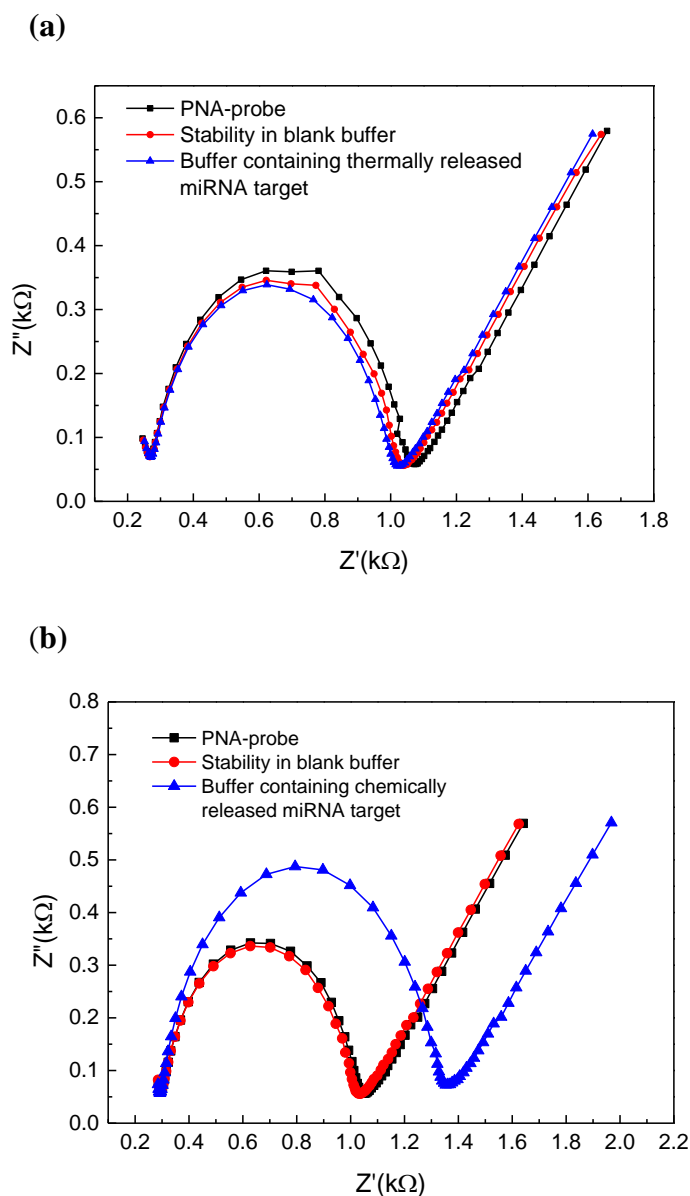 (a)
PNA-probe
Stability in blank buffer
Buffer containing thermally released
miRNA target
0.6
0.5
0.4
0.3
0.2
0.1
0.0
Z''(kΩ)
0.2 0.4 0.6 0.8 1.0 1.2 1.4 1.6 1.8
Z'(kΩ)
(b)
PNA-probe
Stability in blank buffer
Buffer containing chemically
released miRNA target
0.8
0.7
0.6
0.5
0.4
0.3
0.2
0.1
0.0
Z''(kΩ)
0.2 0.4 0.6 0.8 1.0 1.2 1.4 1.6 1.8 2.0 2.2
Z'(kΩ)